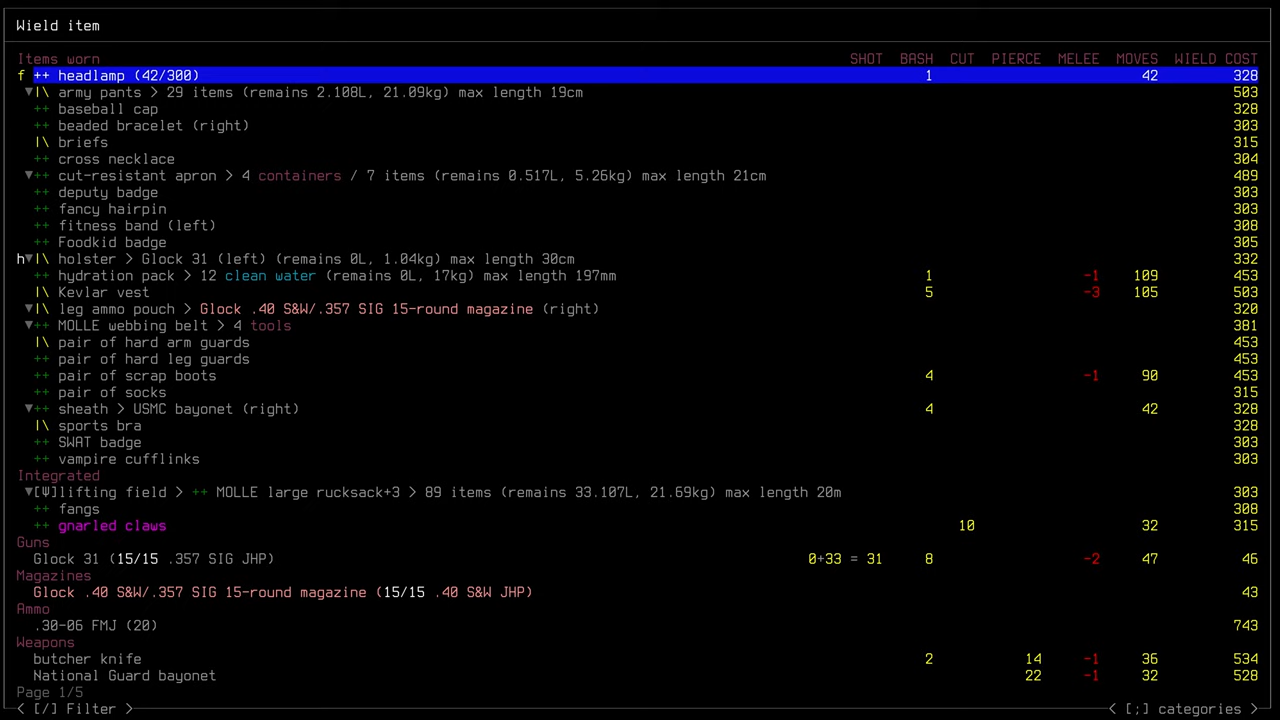 Wield item
Items worn SHOT BASH CUT PIERCE MELEE MOVES WIELD COST
f ++ headlamp (42/300) 1 42 328
▼|\ army pants > 29 items (remains 2.108L, 21.09kg) max length 19cm 503
++ baseball cap 328
++ beaded bracelet (right) 303
|\ briefs 315
++ cross necklace 304
▼++ cut-resistant apron > 4 containers / 7 items (remains 0.517L, 5.26kg) max length 21cm 489
++ deputy badge 303
++ fancy hairpin 303
++ fitness band (left) 308
++ Foodkid badge 305
h▼|\ holster > Glock 31 (left) (remains 0L, 1.04kg) max length 30cm 332
++ hydration pack > 12 clean water (remains 0L, 17kg) max length 197mm 1 -1 109 453
|\ Kevlar vest 5 -3 105 503
▼|\ leg ammo pouch > Glock .40 S&W/.357 SIG 15-round magazine (right) 320
▼++ MOLLE webbing belt > 4 tools 381
|\ pair of hard arm guards 453
++ pair of hard leg guards 453
++ pair of scrap boots 4 -1 90 453
++ pair of socks 315
▼++ sheath > USMC bayonet (right) 4 42 328
|\ sports bra 328
++ SWAT badge 303
++ vampire cufflinks 303
Integrated
▼[Ψ]lifting field > ++ MOLLE large rucksack+3 > 89 items (remains 33.107L, 21.69kg) max length 20m 303
++ fangs 308
++ gnarled claws 10 32 315
Guns
Glock 31 (15/15 .357 SIG JHP) 0+33 = 31 8 -2 47 46
Magazines
Glock .40 S&W/.357 SIG 15-round magazine (15/15 .40 S&W JHP) 43
Ammo
.30-06 FMJ (20) 743
Weapons
butcher knife 2 14 -1 36 534
National Guard bayonet 22 -1 32 528
Page 1/5
< [/] Filter > < [;] categories >